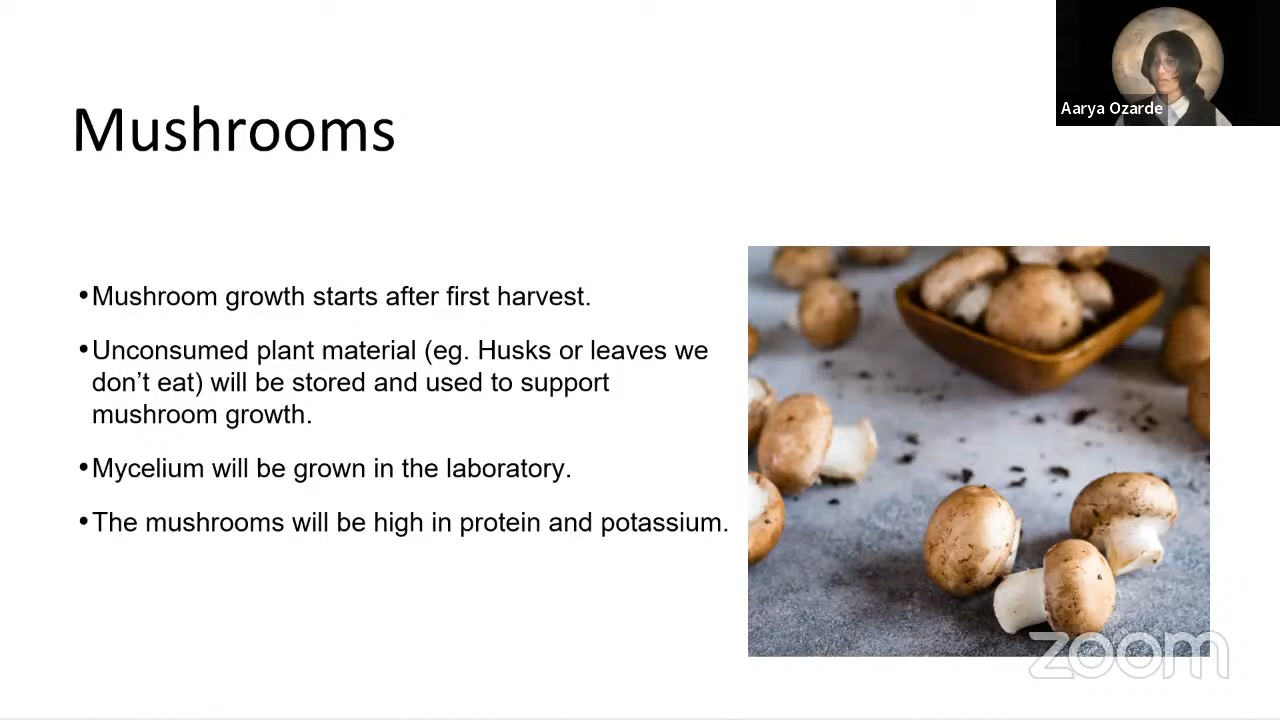 Aarya Ozarde
Mushrooms
•Mushroom growth starts after first harvest.
•Unconsumed plant material (eg. Husks or leaves we
don’t eat) will be stored and used to support
mushroom growth.
•Mycelium will be grown in the laboratory.
•The mushrooms will be high in protein and potassium.
zoom